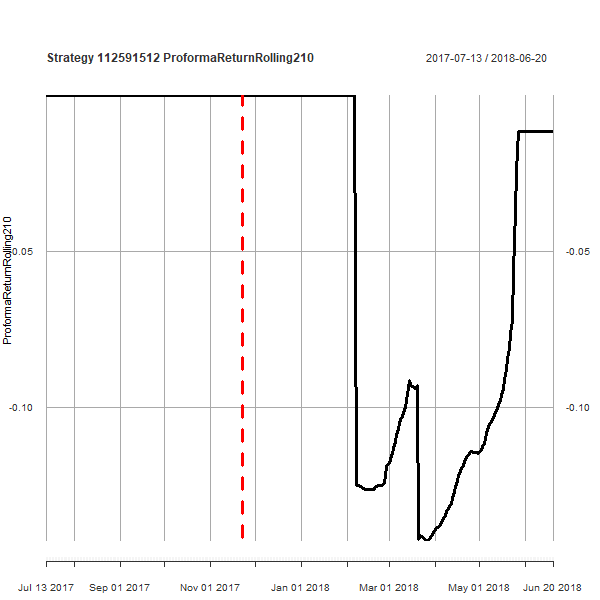 Strategy 112591512 ProformaReturnRolling210
2017-07-13 / 2018-06-20
ProformaReturnRolling210
-0.05
-0.05
-0.10
-0.10
Jul 13 2017
Sep 01 2017
Nov 01 2017
Jan 01 2018
Mar 01 2018
May 01 2018
Jun 20 2018